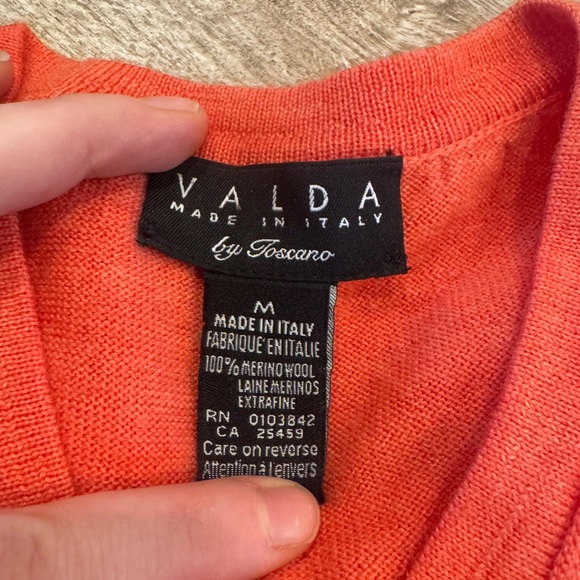 VALDA
MADE IN ITALY
by Toscano
M
MADE IN ITALY
FABRIQUE'EN ITALIE
100% MERINO WOOL
LAINE MERINOS
EXTRAFINE
RN 0103842
CA 25459
Care on reverse
Attention à l'envers